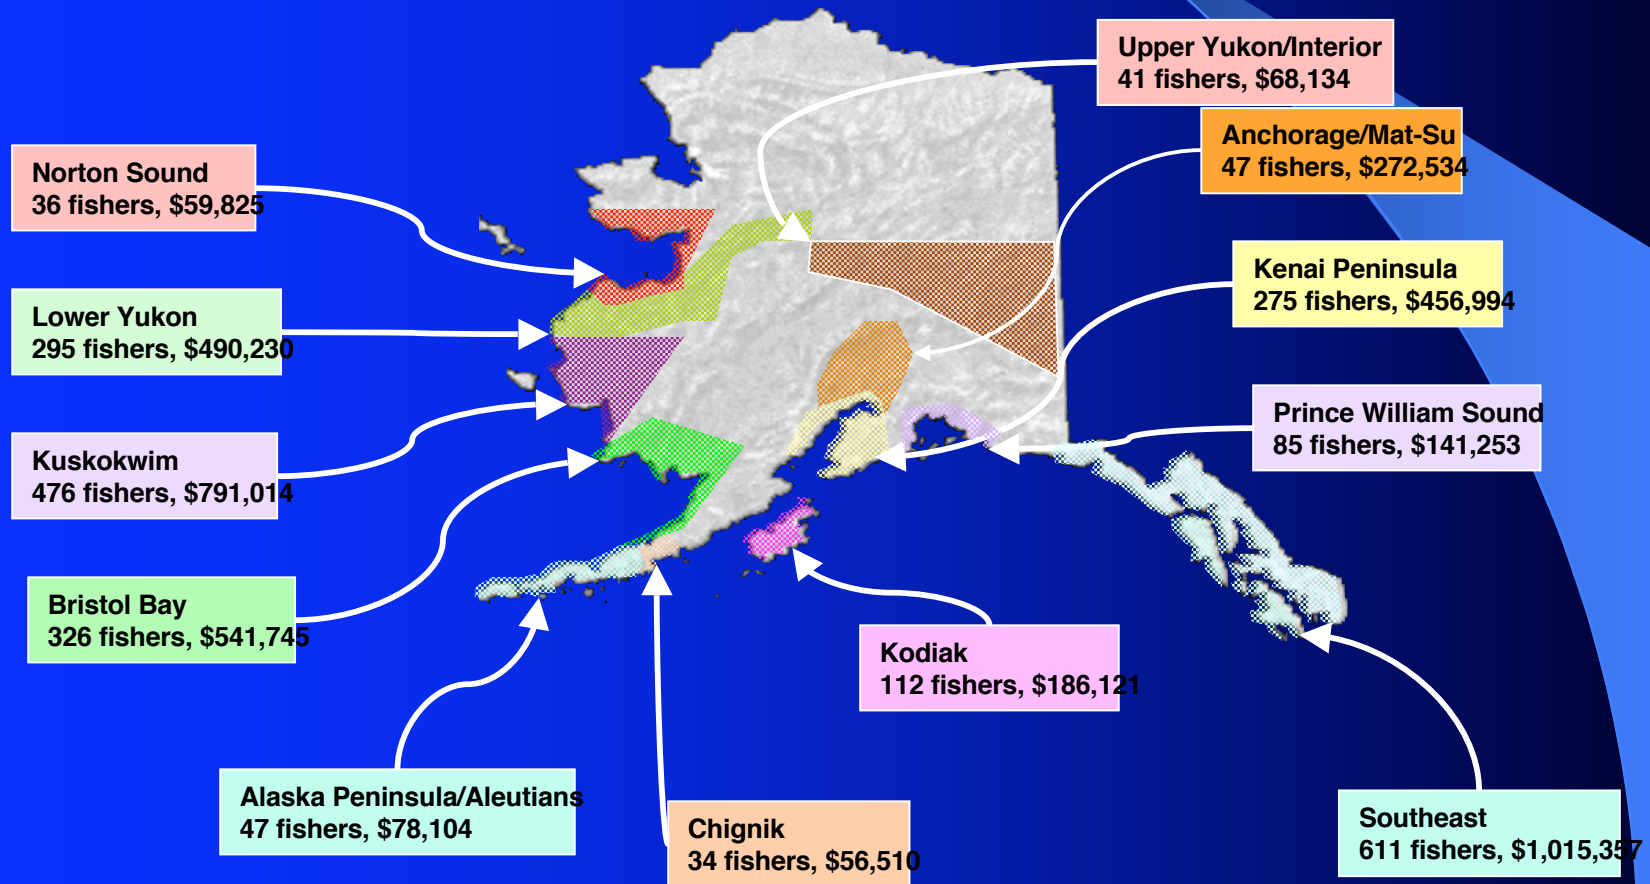 Upper Yukon/Interior
41 fishers, $68,134
Anchorage/Mat-Su
47 fishers, $272,534
Norton Sound
36 fishers, $59,825
Kenai Peninsula
275 fishers, $456,994
Lower Yukon
295 fishers, $490,230
Prince William Sound
85 fishers, $141,253
Kuskokwim
476 fishers, $791,014
Bristol Bay
326 fishers, $541,745
Kodiak
112 fishers, $186,121
Alaska Peninsula/Aleutians
47 fishers, $78,104
Chignik
34 fishers, $56,510
Southeast
611 fishers, $1,015,357